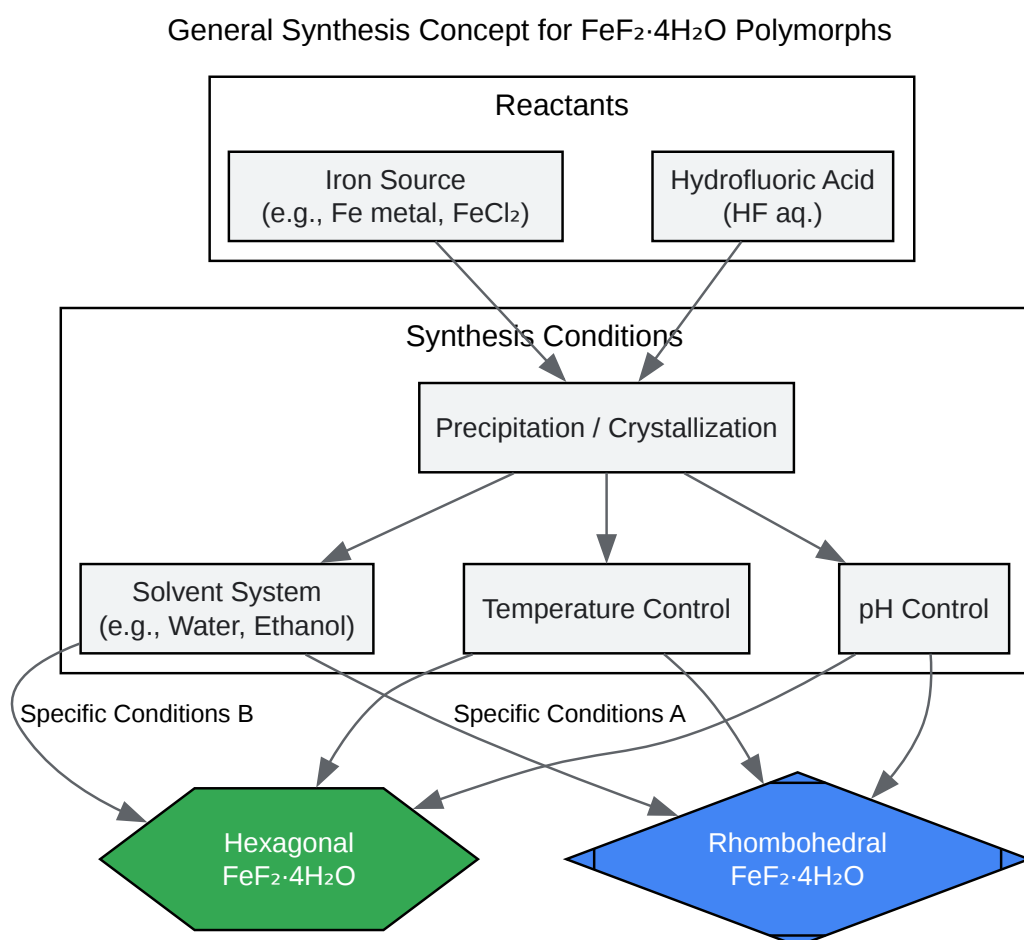 General Synthesis Concept for FeF₂·4H₂O Polymorphs
Reactants
Iron Source
(e.g., Fe metal, FeCl₂)
Hydrofluoric Acid
(HF aq.)
Synthesis Conditions
Precipitation / Crystallization
Solvent System
(e.g., Water, Ethanol)
Temperature Control
pH Control
Specific Conditions B
Specific Conditions A
Hexagonal
FeF₂·4H₂O
Rhombohedral
FeF₂·4H₂O